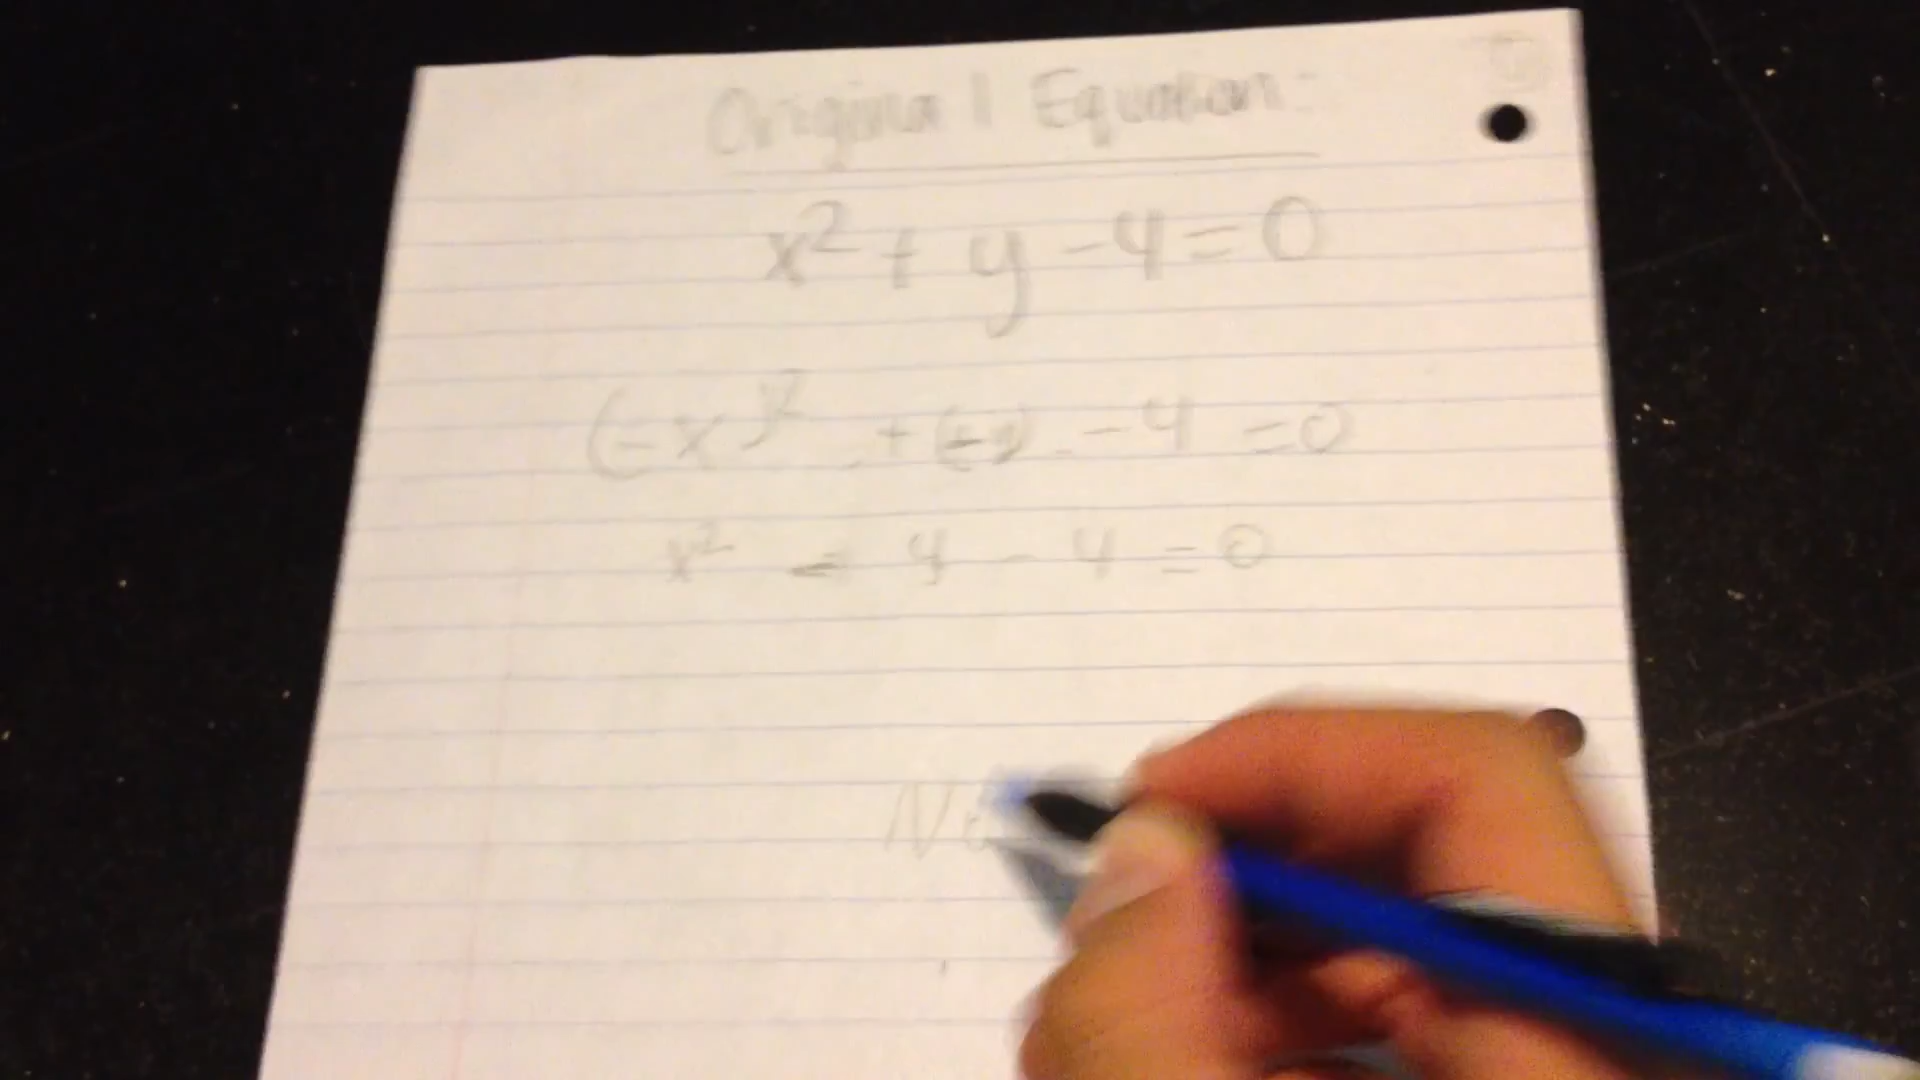 Original Equation:
x² + y - 4 = 0
(-x)² + (-y) - 4 = 0
x² - y - 4 = 0